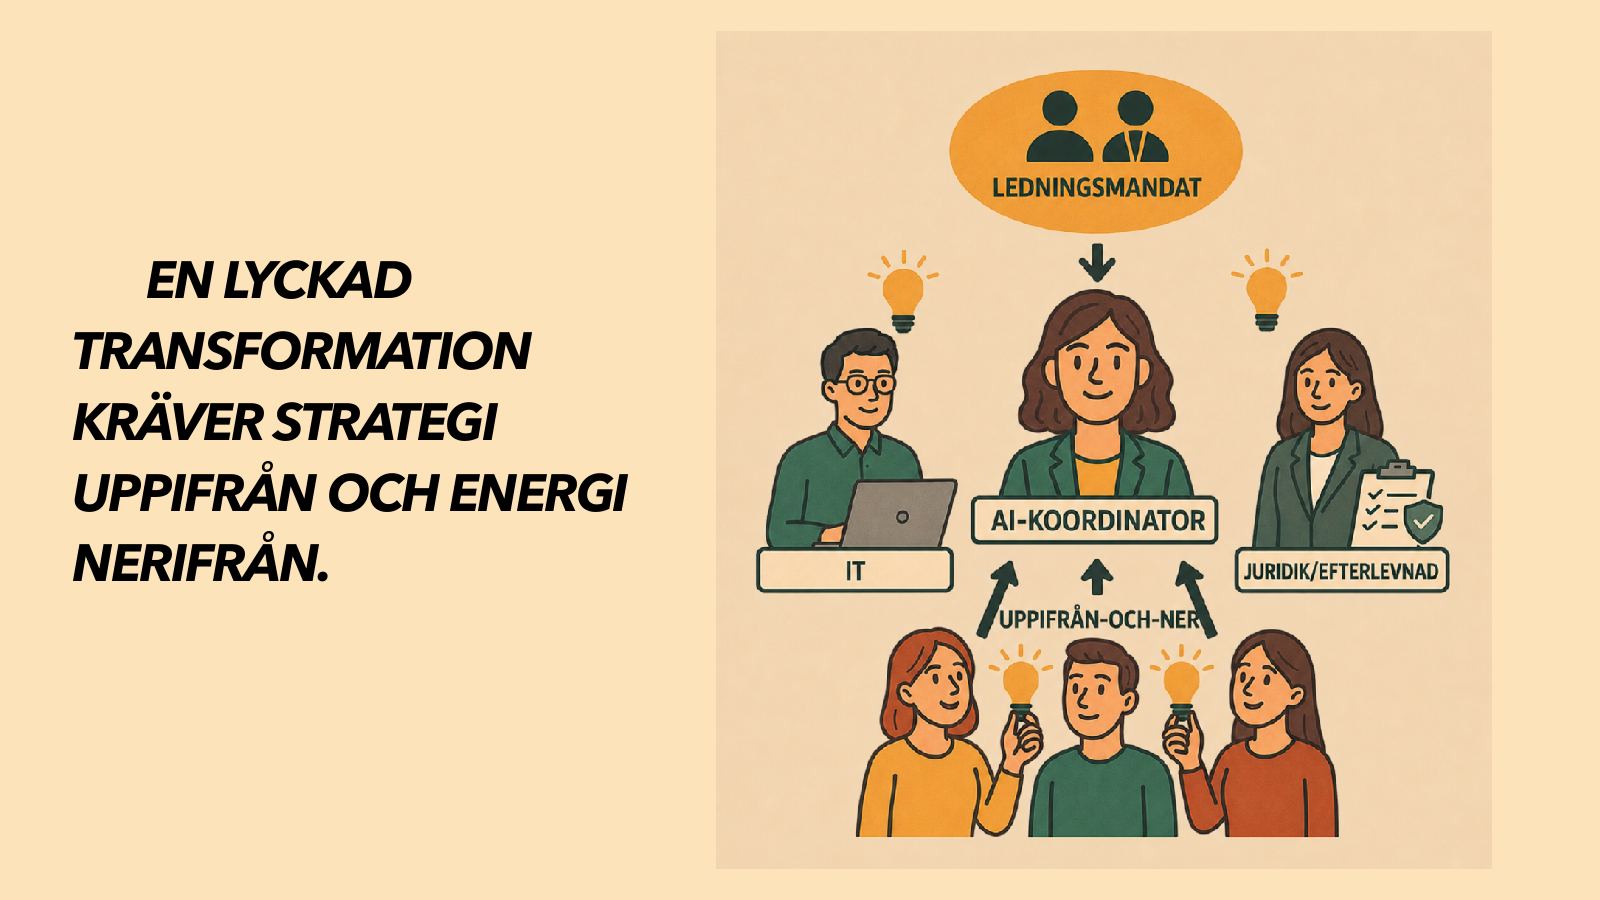 EN LYCKAD
TRANSFORMATION
KRÄVER STRATEGI
UPPIFRÅN OCH ENERGI
NERIFRÅN.
LEDNINGSMANDAT
AI-KOORDINATOR
IT
JURIDIK/EFTERLEVNAD
UPPIFRÅN-OCH-NER